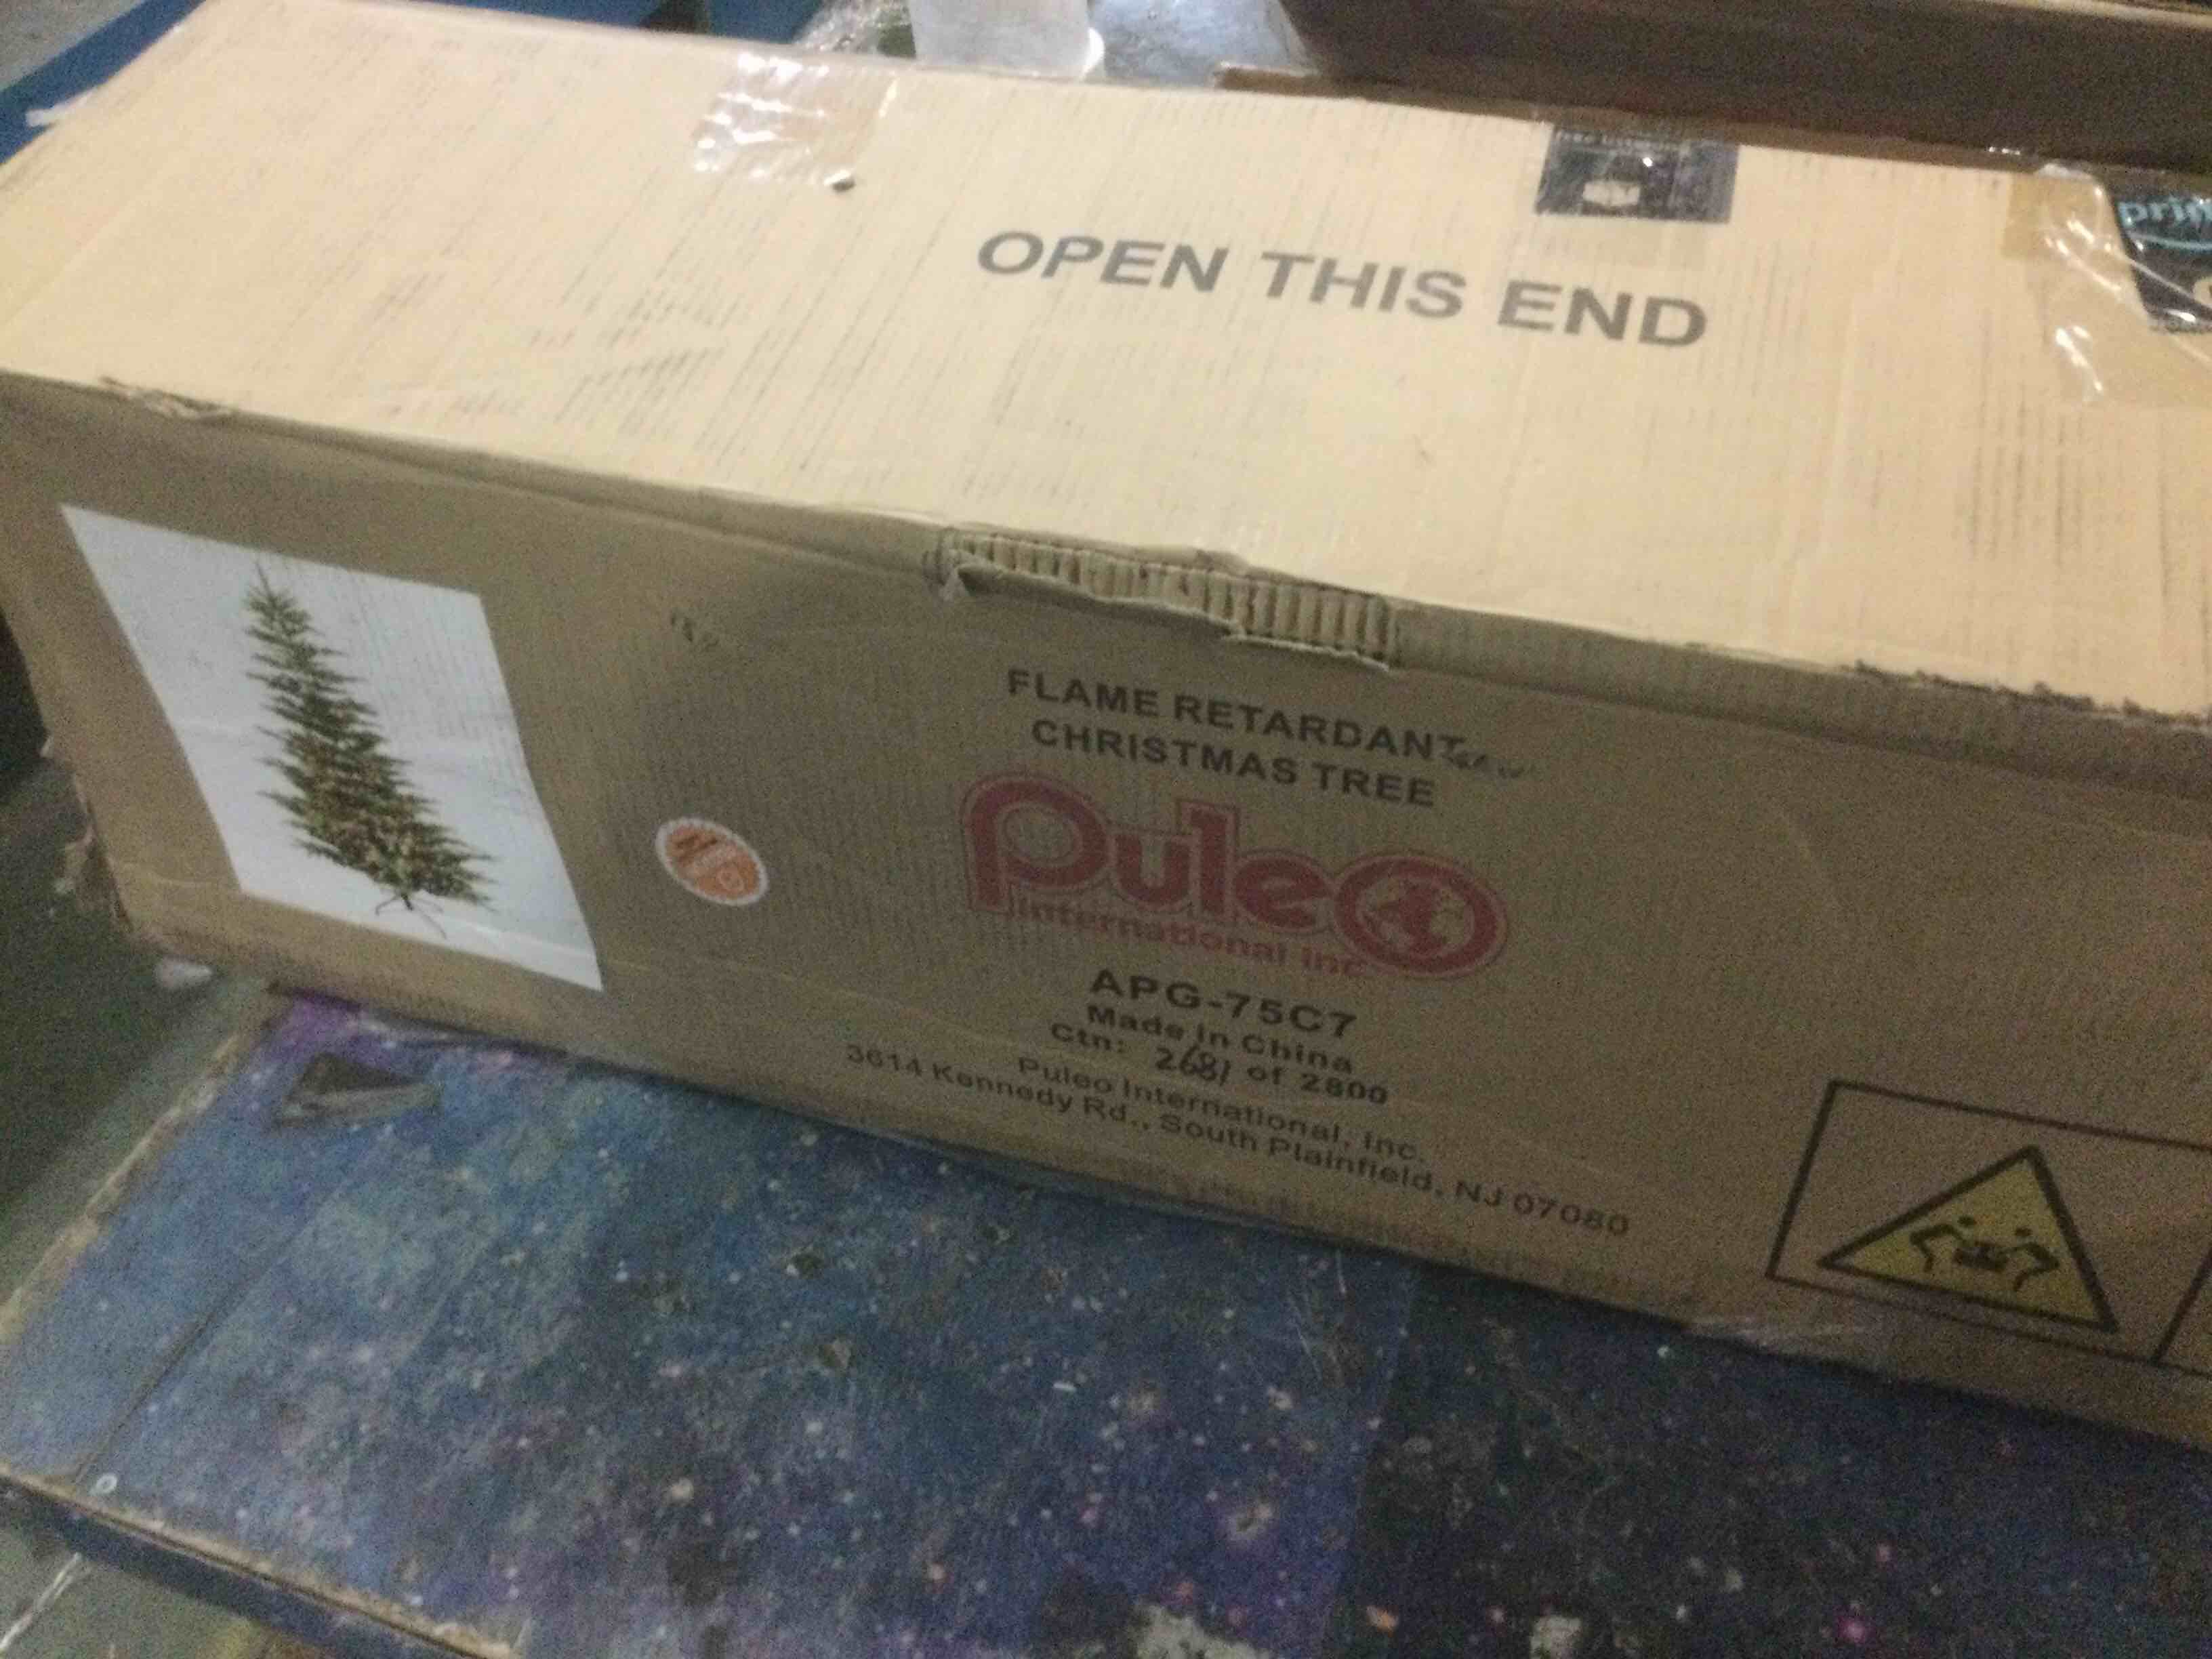 OPEN THIS END
FLAME RETARDANT
CHRISTMAS TREE
Puleo
International Inc
APG-75C7
Made in China
Ctn: 2681 of 2800
Puleo International, Inc.
3614 Kennedy Rd., South Plainfield, NJ 07080